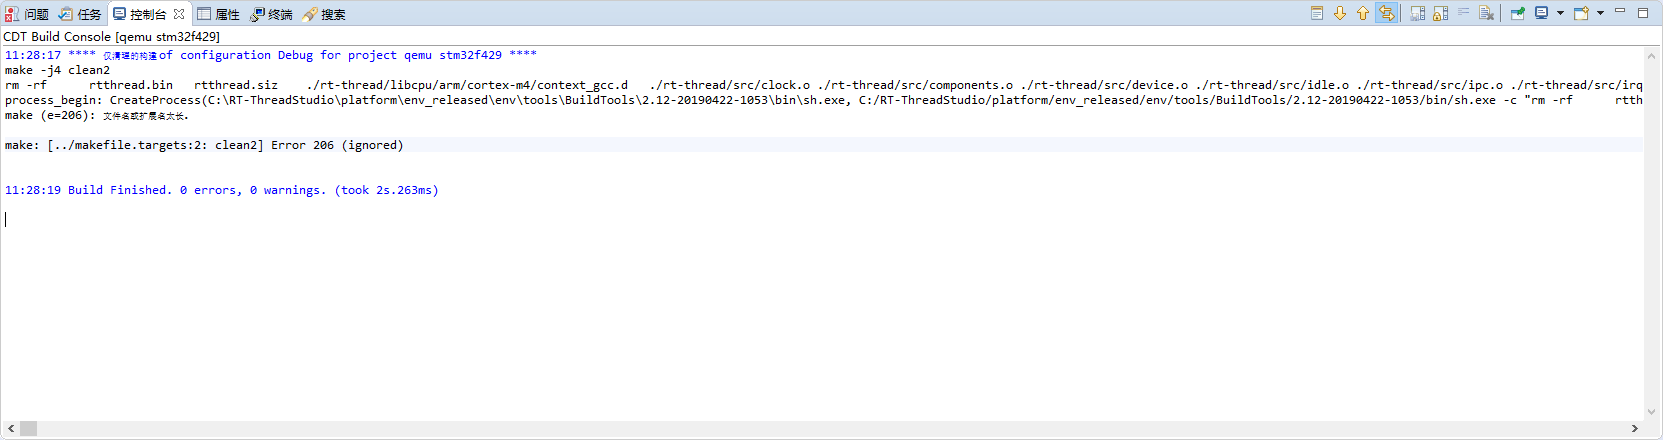 问题 任务 控制台 属性 终端 搜索
CDT Build Console [qemu stm32f429]
11:28:17 **** 仅清理的构建 of configuration Debug for project qemu stm32f429 ****
make -j4 clean2
rm -rf rtthread.bin rtthread.siz ./rt-thread/libcpu/arm/cortex-m4/context_gcc.d ./rt-thread/src/clock.o ./rt-thread/src/components.o ./rt-thread/src/device.o ./rt-thread/src/idle.o ./rt-thread/src/ipc.o ./rt-thread/src/irq
process_begin: CreateProcess(C:\RT-ThreadStudio\platform\env_released\env\tools\BuildTools\2.12-20190422-1053\bin\sh.exe, C:/RT-ThreadStudio/platform/env_released/env/tools/BuildTools/2.12-20190422-1053/bin/sh.exe -c "rm -rf rtth
make (e=206): 文件名或扩展名太长.
make: [../makefile.targets:2: clean2] Error 206 (ignored)
11:28:19 Build Finished. 0 errors, 0 warnings. (took 2s.263ms)